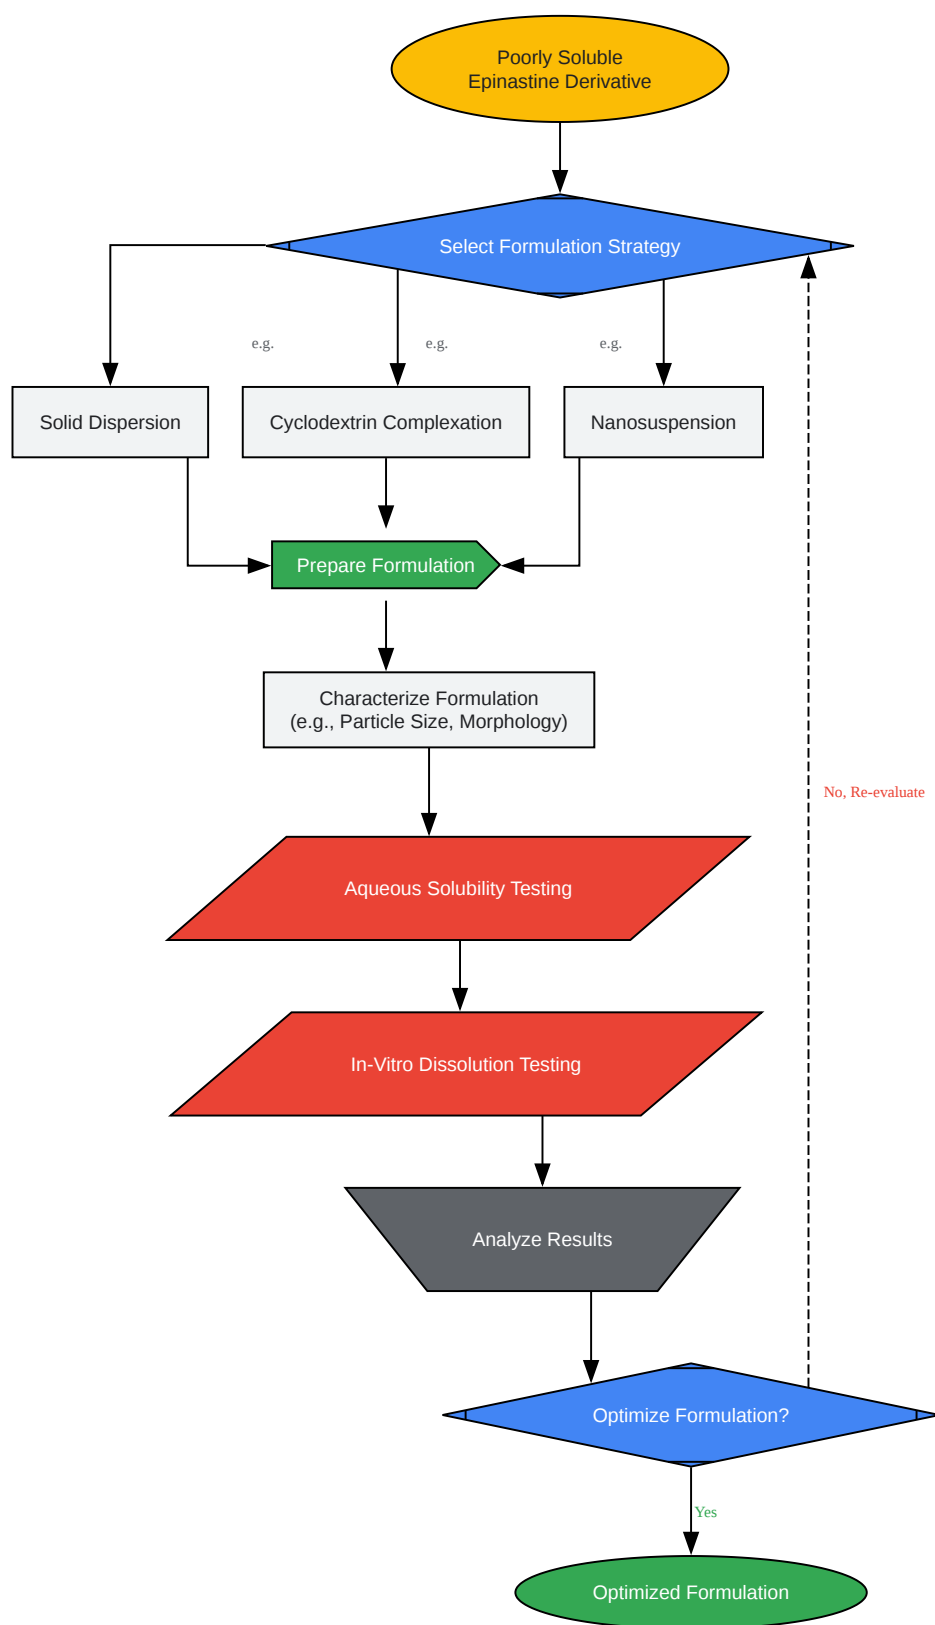 Poorly Soluble
Epinastine Derivative
Select Formulation Strategy
e.g.
e.g.
e.g.
Solid Dispersion
Cyclodextrin Complexation
Nanosuspension
Prepare Formulation
Characterize Formulation
(e.g., Particle Size, Morphology)
No, Re-evaluate
Aqueous Solubility Testing
In-Vitro Dissolution Testing
Analyze Results
Optimize Formulation?
Yes
Optimized Formulation